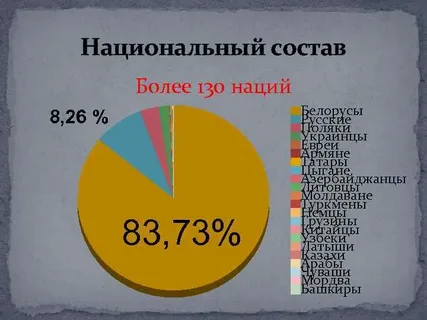 Национальный состав
Более 130 наций
8,26 %
83,73%
Белорусы
Русские
Поляки
Украинцы
Евреи
Армяне
Татары
Цыгане
Азербайджанцы
Литовцы
Молдаване
Туркмены
Немцы
Грузины
Китайцы
Узбеки
Латыши
Казахи
Арабы
Чуваши
Мордва
Башкиры